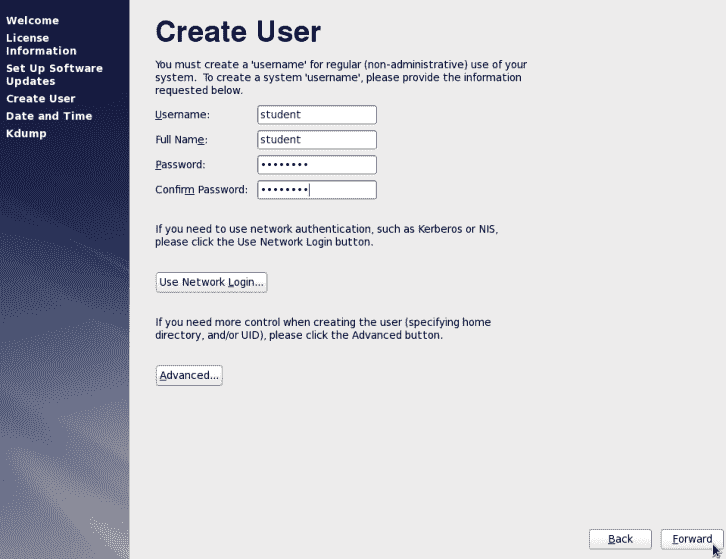 Welcome
License
Information
Set Up Software
Updates
Create User
Date and Time
Kdump
Create User
You must create a 'username' for regular (non-administrative) use of your
system.  To create a system 'username', please provide the information
requested below.
Username: student
Full Name: student
Password: ••••••••
Confirm Password: ••••••••
If you need to use network authentication, such as Kerberos or NIS,
please click the Use Network Login button.
Use Network Login...
If you need more control when creating the user (specifying home
directory, and/or UID), please click the Advanced button.
Advanced...
Back Forward